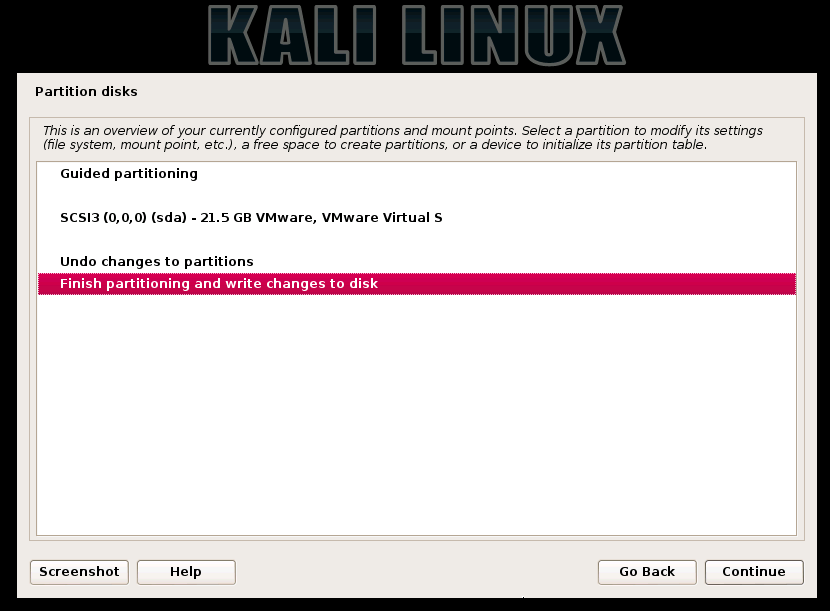 KALI LINUX
Partition disks
This is an overview of your currently configured partitions and mount points. Select a partition to modify its settings
(file system, mount point, etc.), a free space to create partitions, or a device to initialize its partition table.
Guided partitioning
SCSI3 (0,0,0) (sda) - 21.5 GB VMware, VMware Virtual S
Undo changes to partitions
Finish partitioning and write changes to disk
Screenshot Help Go Back Continue